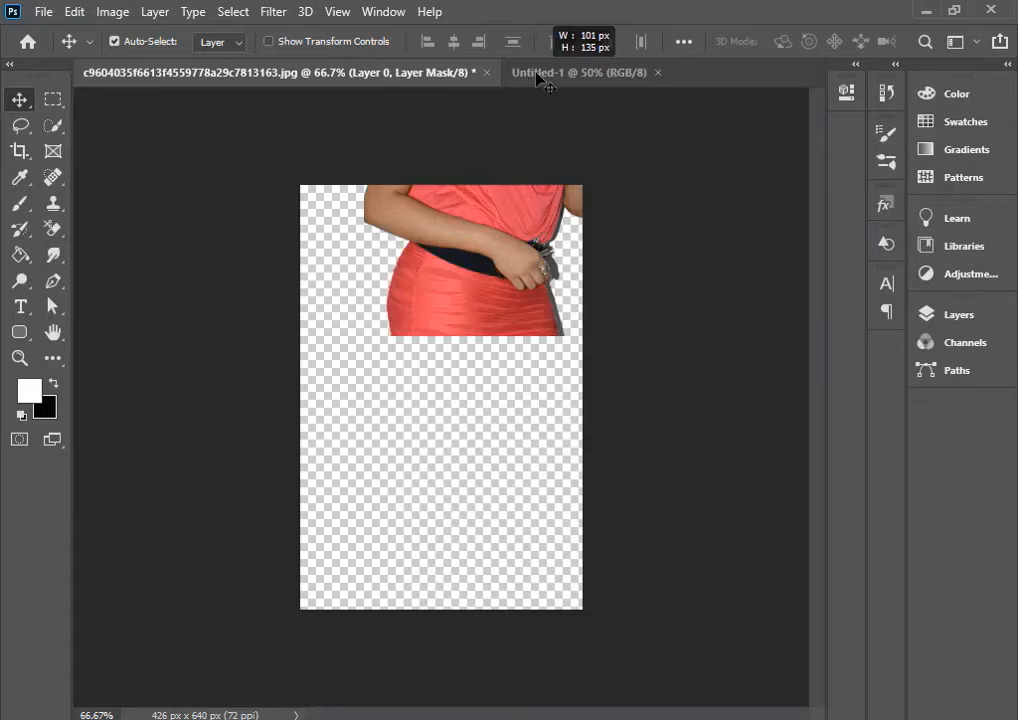 Ps File Edit Image Layer Type Select Filter 3D View Window Help
Auto-Select: Layer Show Transform Controls 3D Mode:
W : 101 px
H : 135 px
c9604035f6613f4559778a29c7813163.jpg @ 66.7% (Layer 0, Layer Mask/8) * × Untitled-1 @ 50% (RGB/8) ×
Color
Swatches
Gradients
Patterns
Learn
Libraries
Adjustme...
Layers
Channels
Paths
66.67% 426 px x 640 px (72 ppi)